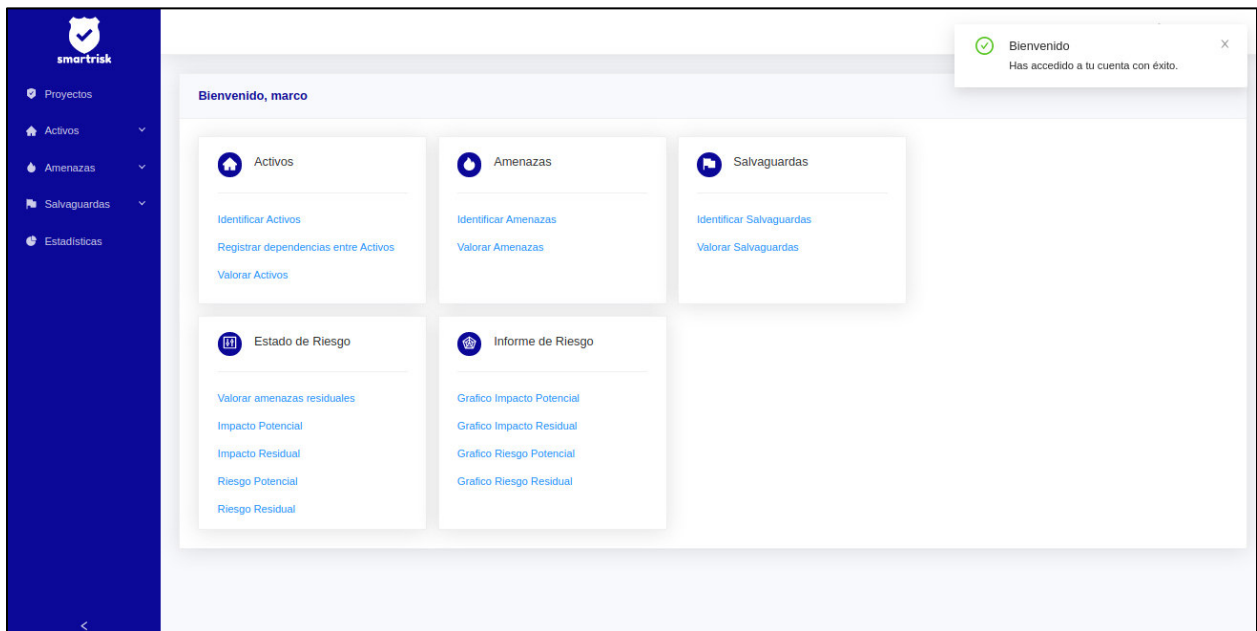 smartrisk
Proyectos
Activos
Amenazas
Salvaguardas
Estadísticas
Bienvenido
Has accedido a tu cuenta con éxito.
Bienvenido, marco
Activos
Identificar Activos
Registrar dependencias entre Activos
Valorar Activos
Amenazas
Identificar Amenazas
Valorar Amenazas
Salvaguardas
Identificar Salvaguardas
Valorar Salvaguardas
Estado de Riesgo
Valorar amenazas residuales
Impacto Potencial
Impacto Residual
Riesgo Potencial
Riesgo Residual
Informe de Riesgo
Grafico Impacto Potencial
Grafico Impacto Residual
Grafico Riesgo Potencial
Grafico Riesgo Residual